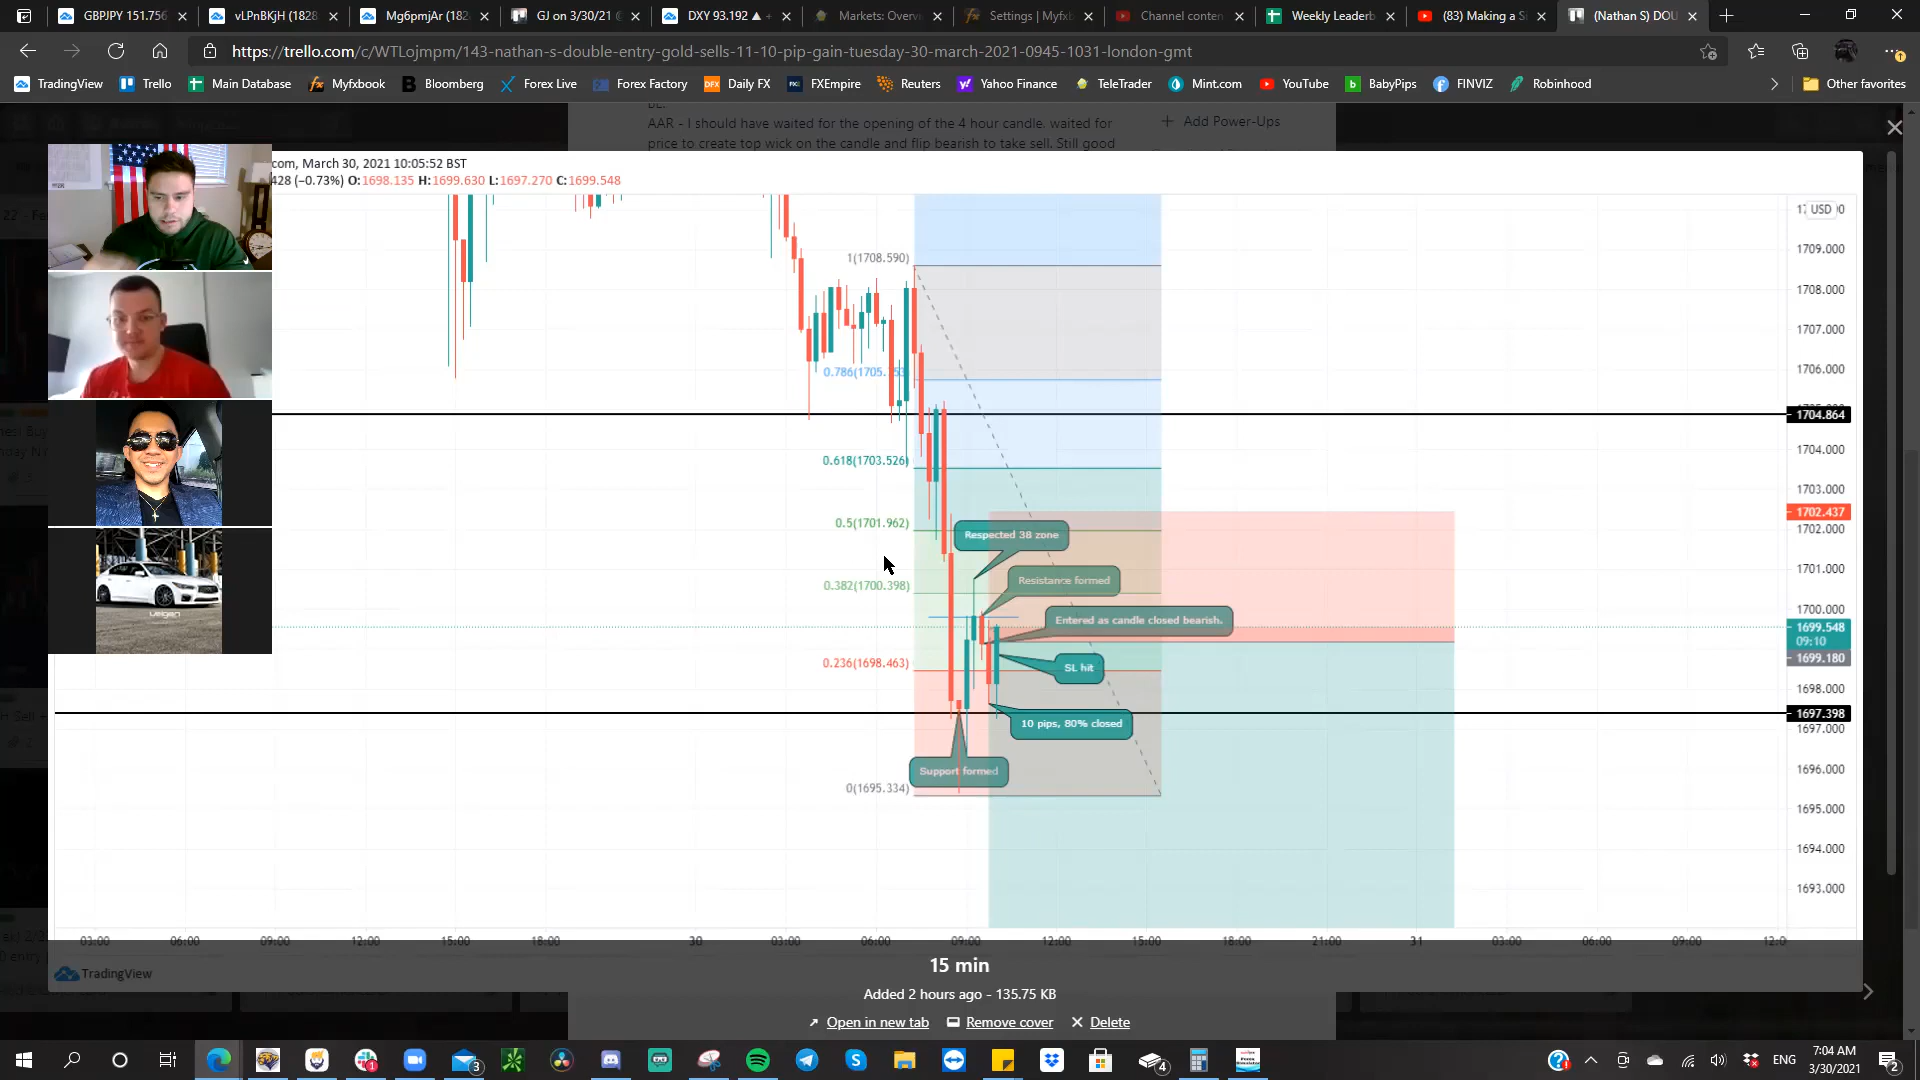 GBPJPY 151.756
vLPnBKjH (1828
Mg6pmjAr (182
GJ on 3/30/21
DXY 93.192 ▲ +
Markets: Overv
Settings | Myfxb
Channel conten
Weekly Leaderb
(83) Making a S
(Nathan S) DOU
https://trello.com/c/WTLojmpm/143-nathan-s-double-entry-gold-sells-11-10-pip-gain-tuesday-30-march-2021-0945-1031-london-gmt
TradingView
Trello
Main Database
Myfxbook
Bloomberg
Forex Live
Forex Factory
Daily FX
FXEmpire
Reuters
Yahoo Finance
TeleTrader
Mint.com
YouTube
BabyPips
FINVIZ
Robinhood
Other favorites
BE.
AAR - I should have waited for the opening of the 4 hour candle. waited for
price to create top wick on the candle and flip bearish to take sell. Still good
Add Power-Ups
com, March 30, 2021 10:05:52 BST
428 (−0.73%) O:1698.135 H:1699.630 L:1697.270 C:1699.548
USD
1709.000
1708.000
1707.000
1706.000
1704.864
1704.000
1703.000
1702.437
1702.000
1701.000
1700.000
1699.548
09:10
1699.180
1698.000
1697.398
1697.000
1696.000
1695.000
1694.000
1693.000
1(1708.590)
0.618(1703.526)
0.5(1701.962)
0.382(1700.398)
0.236(1698.463)
0(1695.334)
Respected 38 zone
Resistance formed
Entered as candle closed bearish.
SL hit
10 pips, 80% closed
Support formed
03:00 06:00 09:00 12:00 15:00 18:00 30 03:00 06:00 09:00 12:00 15:00 18:00 21:00 31 03:00 06:00 09:00 12:0
TradingView
15 min
Added 2 hours ago - 135.75 KB
Open in new tab
Remove cover
Delete
ENG
7:04 AM
3/30/2021